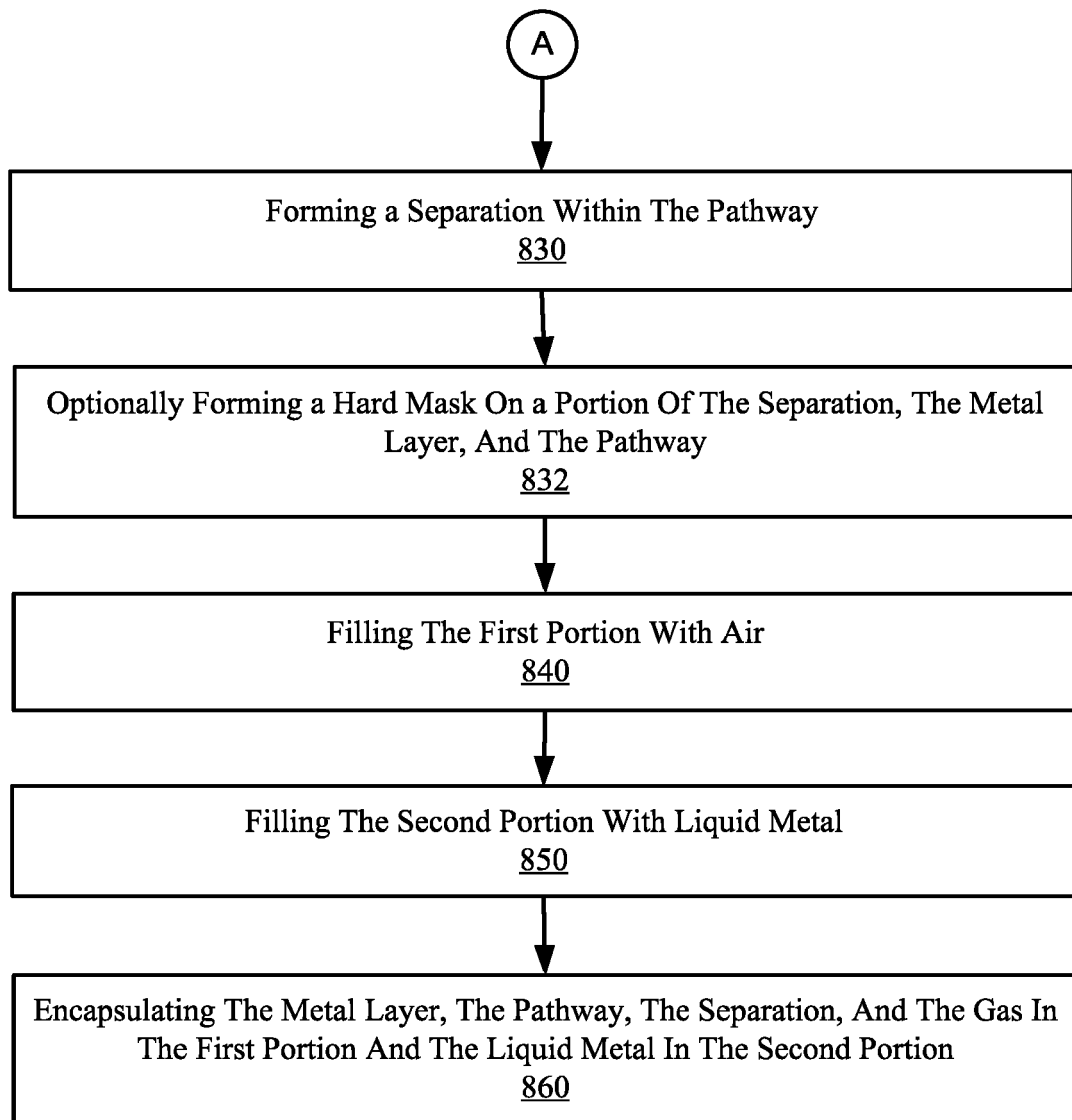 A
Forming a Separation Within The Pathway
830
Optionally Forming a Hard Mask On a Portion Of The Separation, The Metal
Layer, And The Pathway
832
Filling The First Portion With Air
840
Filling The Second Portion With Liquid Metal
850
Encapsulating The Metal Layer, The Pathway, The Separation, And The Gas In
The First Portion And The Liquid Metal In The Second Portion
860